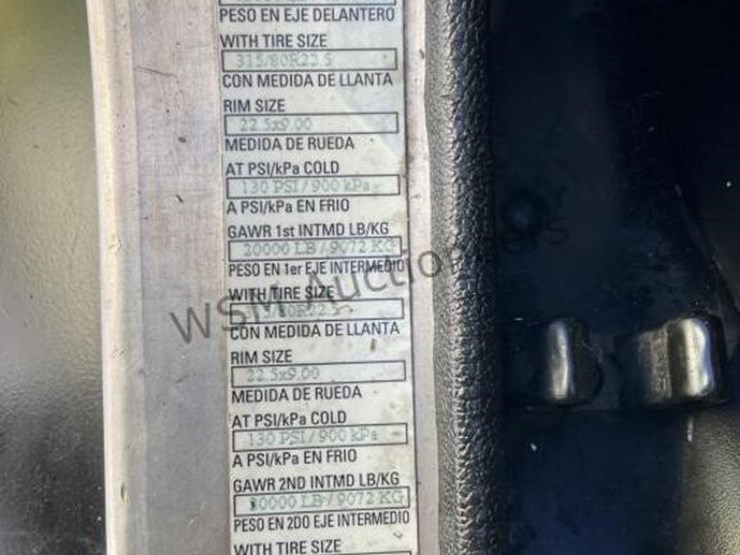 PESO EN EJE DELANTERO
WITH TIRE SIZE
315/80R22.5
CON MEDIDA DE LLANTA
RIM SIZE
22.5x9.00
MEDIDA DE RUEDA
AT PSI/kPa COLD
130 PSI / 900 kPa
A PSI/kPa EN FRIO
GAWR 1st INTMD LB/KG
20000 LB / 9072 KG
PESO EN 1er EJE INTERMEDIO
WITH TIRE SIZE
CON MEDIDA DE LLANTA
RIM SIZE
22.5x9.00
MEDIDA DE RUEDA
AT PSI/kPa COLD
130 PSI / 900 kPa
A PSI/kPa EN FRIO
GAWR 2ND INTMD LB/KG
20000 LB / 9072 KG
PESO EN 2DO EJE INTERMEDIO
WITH TIRE SIZE
WSM Auctioneers